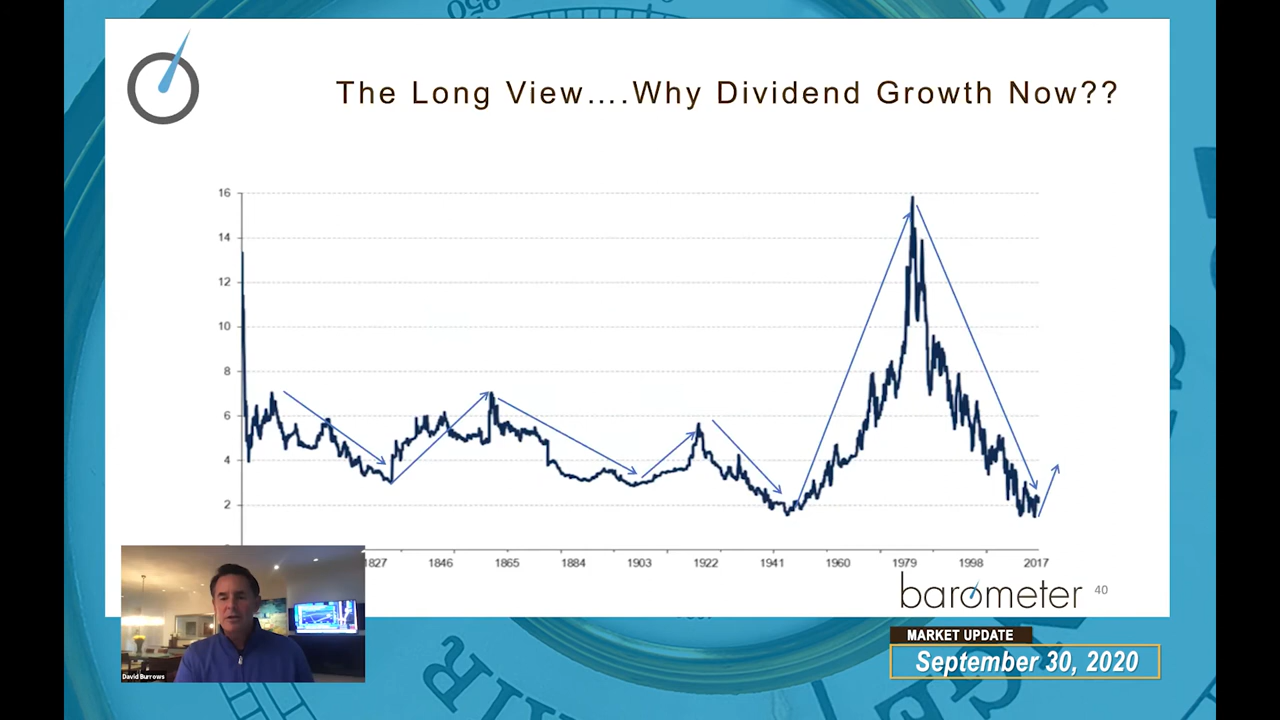 The Long View....Why Dividend Growth Now??
16
14
12
10
8
6
4
2
1827 1846 1865 1884 1903 1922 1941 1960 1979 1998 2017
barometer 40
MARKET UPDATE
September 30, 2020
David Burrows
950